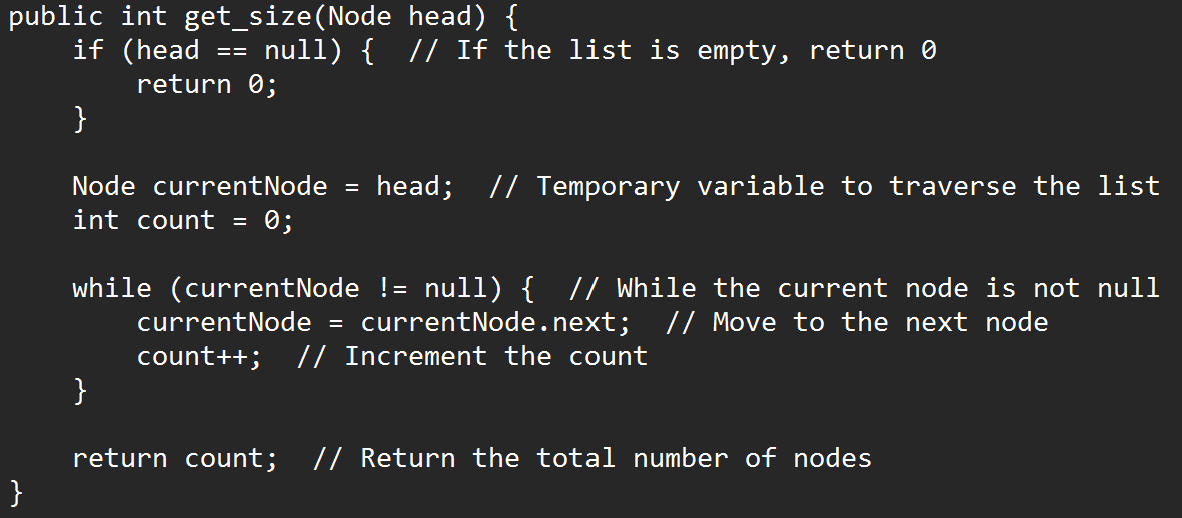 public int get_size(Node head) {
    if (head == null) {  // If the list is empty, return 0
        return 0;
    }

    Node currentNode = head;  // Temporary variable to traverse the list
    int count = 0;

    while (currentNode != null) {  // While the current node is not null
        currentNode = currentNode.next;  // Move to the next node
        count++;  // Increment the count
    }

    return count;  // Return the total number of nodes
}